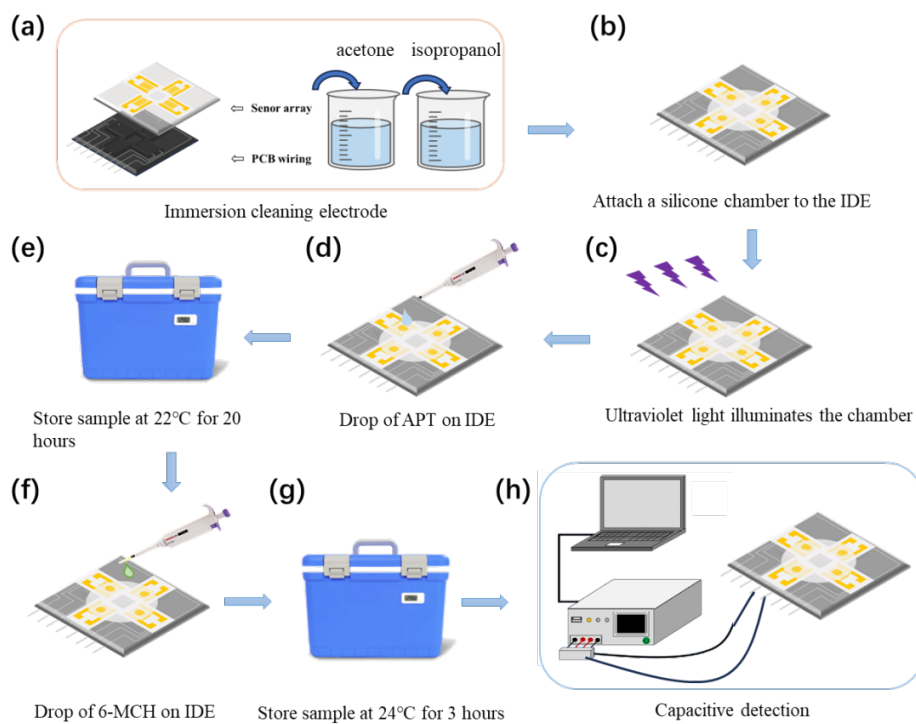 (a)
acetone
isopropanol
Senor array
PCB wiring
Immersion cleaning electrode
(b)
Attach a silicone chamber to the IDE
(c)
Ultraviolet light illuminates the chamber
(d)
Drop of APT on IDE
(e)
Store sample at 22°C for 20
hours
(f)
Drop of 6-MCH on IDE
(g)
Store sample at 24°C for 3 hours
(h)
Capacitive detection